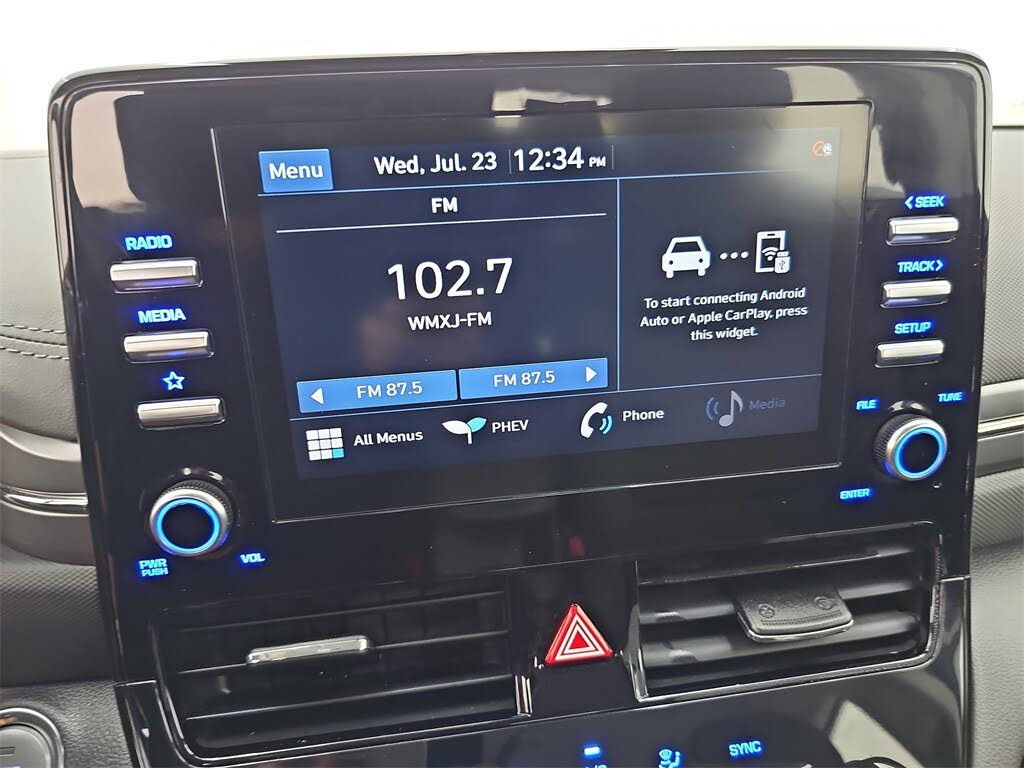 Menu
Wed, Jul. 23 12:34 PM
FM
102.7
WMXJ-FM
FM 87.5
FM 87.5
To start connecting Android
Auto or Apple CarPlay, press
this widget.
All Menus
PHEV
Phone
Media
RADIO
MEDIA
PWR
PUSH
VOL
< SEEK
TRACK >
SETUP
FILE
TUNE
ENTER
SYNC